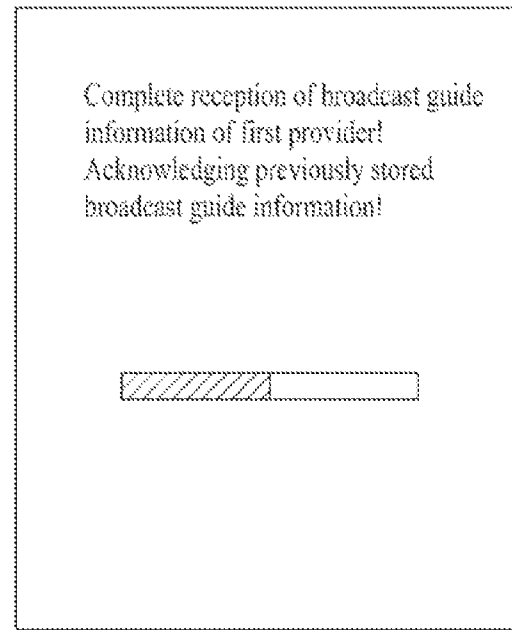 Complete reception of broadcast guide
information of first provider!
Acknowledging previously stored
broadcast guide information!